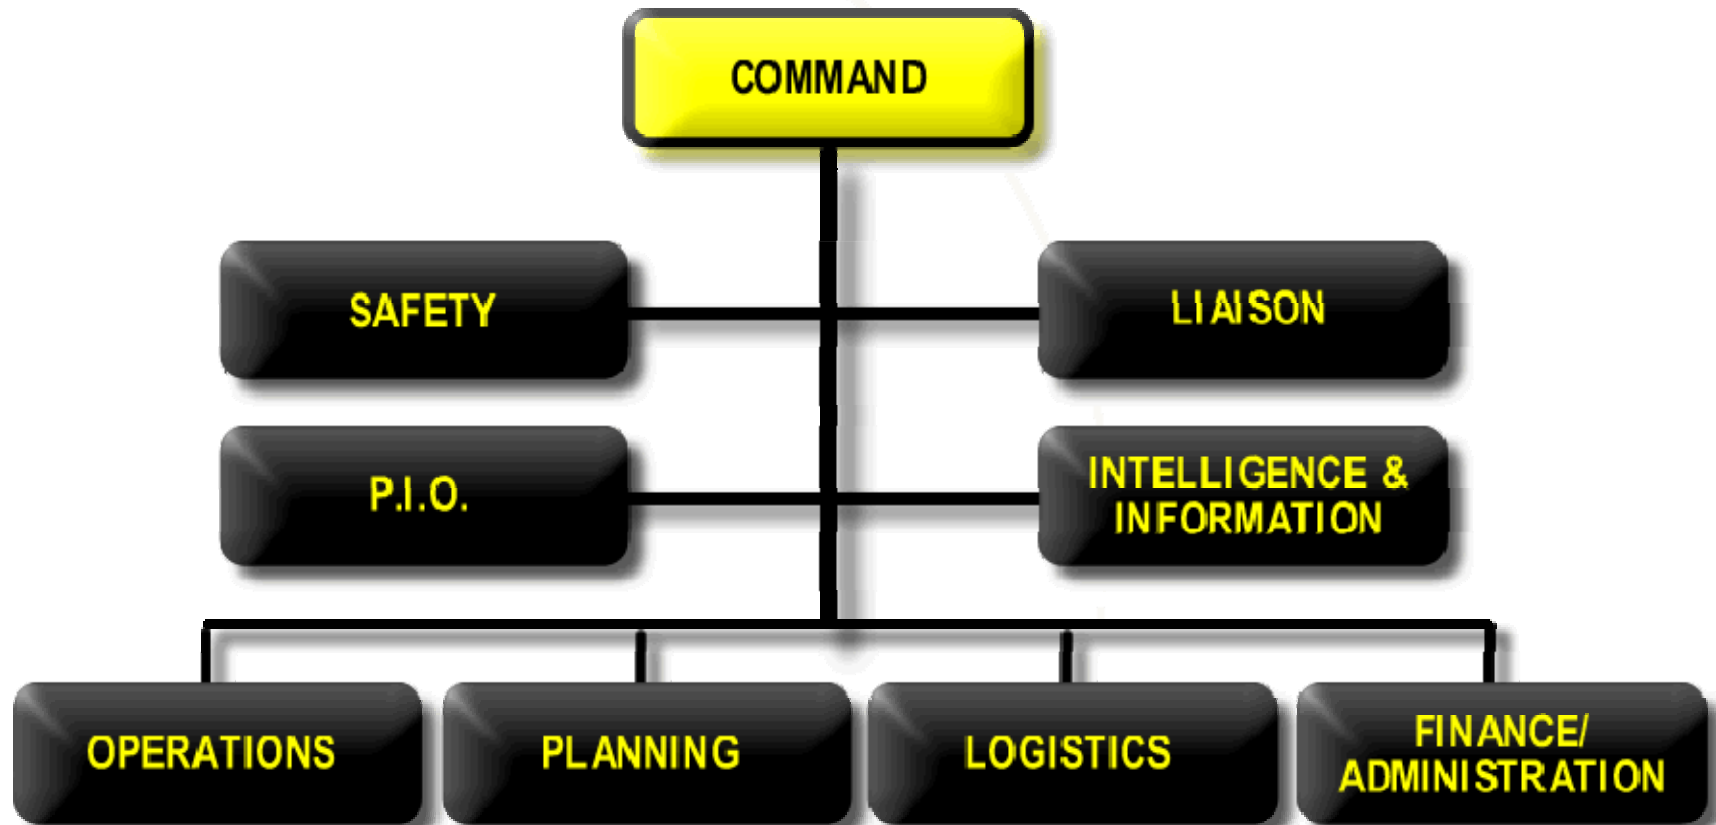 COMMAND
SAFETY
LIAISON
P.I.O.
INTELLIGENCE &
INFORMATION
OPERATIONS
PLANNING
LOGISTICS
FINANCE/
ADMINISTRATION